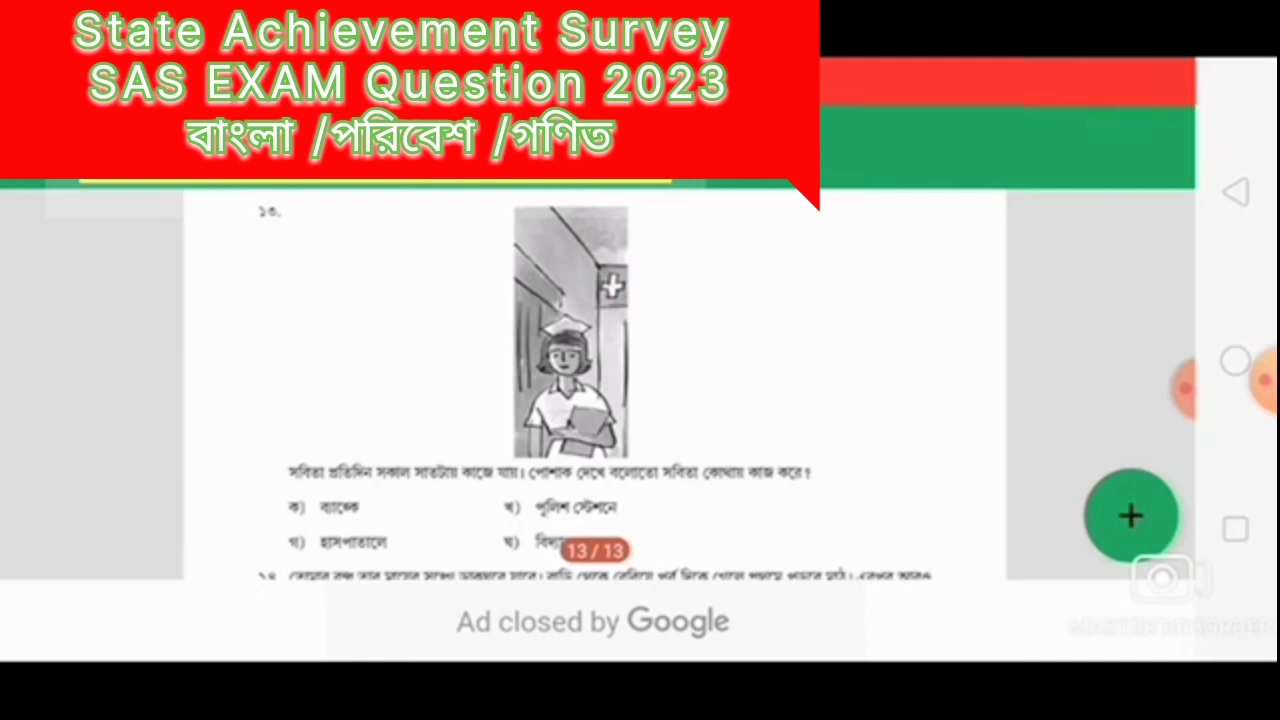 State Achievement Survey
SAS EXAM Question 2023
বাংলা /পরিবেশ /গণিত
১৩.
সবিতা প্রতিদিন সকাল সাতটায় কাজে যায়। পোশাক দেখে বলোতো সবিতা কোথায় কাজ করে?
ক) ব্যাঙ্কে খ) পুলিশ স্টেশনে
গ) হাসপাতালে ঘ)
13 / 13
Ad closed by Google